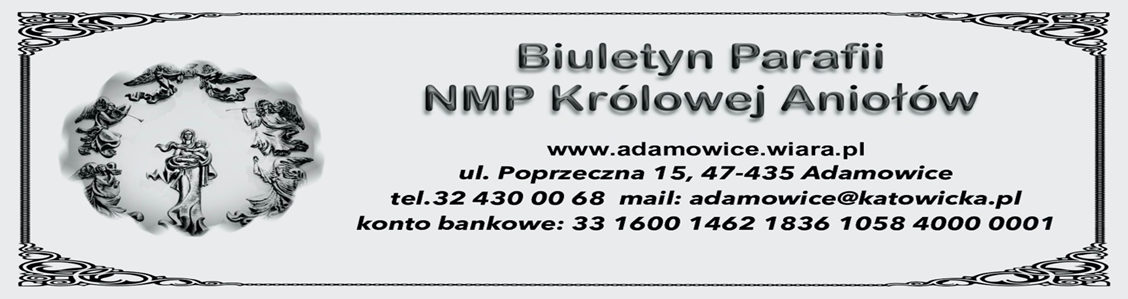 Biuletyn Parafii
NMP Królowej Aniołów
www.adamowice.wiara.pl
ul. Poprzeczna 15, 47-435 Adamowice
tel.32 430 00 68 mail: adamowice@katowicka.pl
konto bankowe: 33 1600 1462 1836 1058 4000 0001